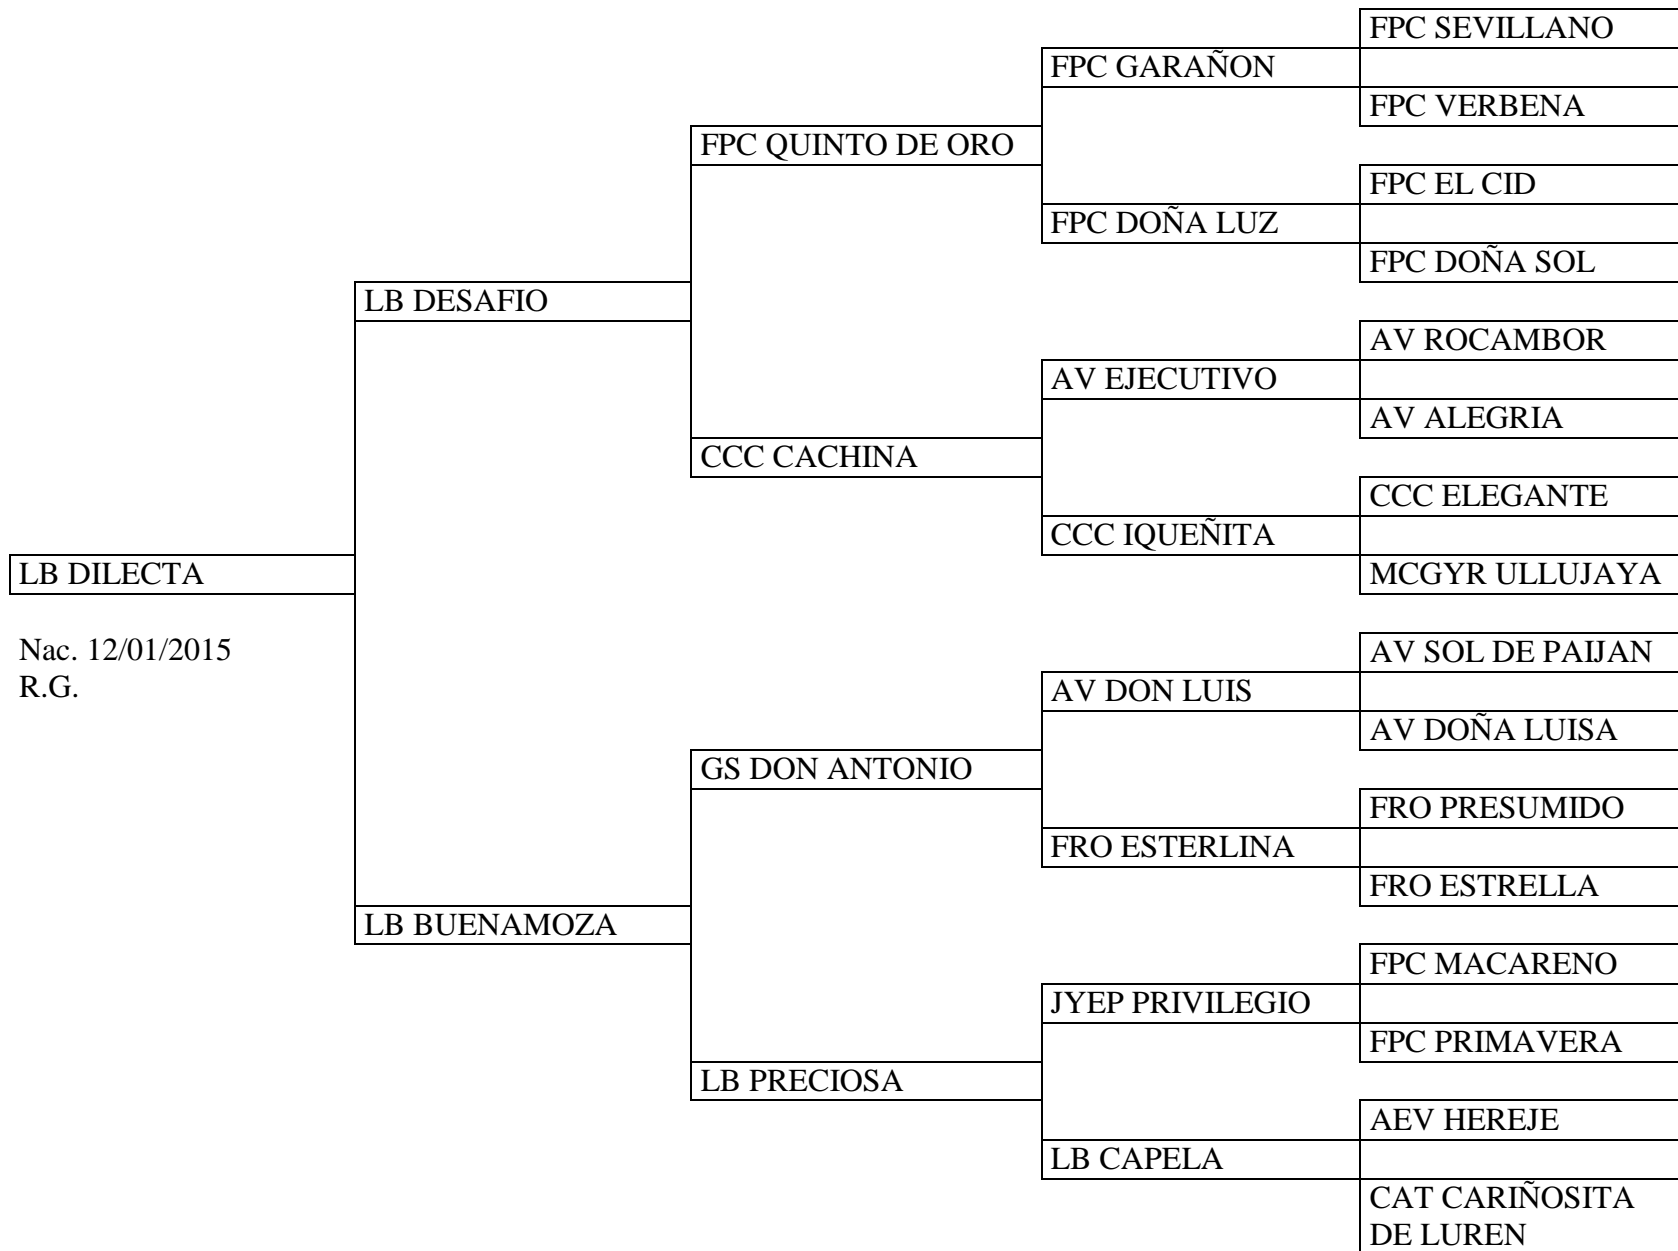 FPC SEVILLANO
FPC GARAÑON
FPC VERBENA
FPC QUINTO DE ORO
FPC EL CID
FPC DOÑA LUZ
FPC DOÑA SOL
LB DESAFIO
AV ROCAMBOR
AV EJECUTIVO
AV ALEGRIA
CCC CACHINA
CCC ELEGANTE
CCC IQUEÑITA
LB DILECTA
MCGYR ULLUJAYA
Nac. 12/01/2015
R.G.
AV SOL DE PAIJAN
AV DON LUIS
AV DOÑA LUISA
GS DON ANTONIO
FRO PRESUMIDO
FRO ESTERLINA
FRO ESTRELLA
LB BUENAMOZA
FPC MACARENO
JYEP PRIVILEGIO
FPC PRIMAVERA
LB PRECIOSA
AEV HEREJE
LB CAPELA
CAT CARIÑOSITA
DE LUREN